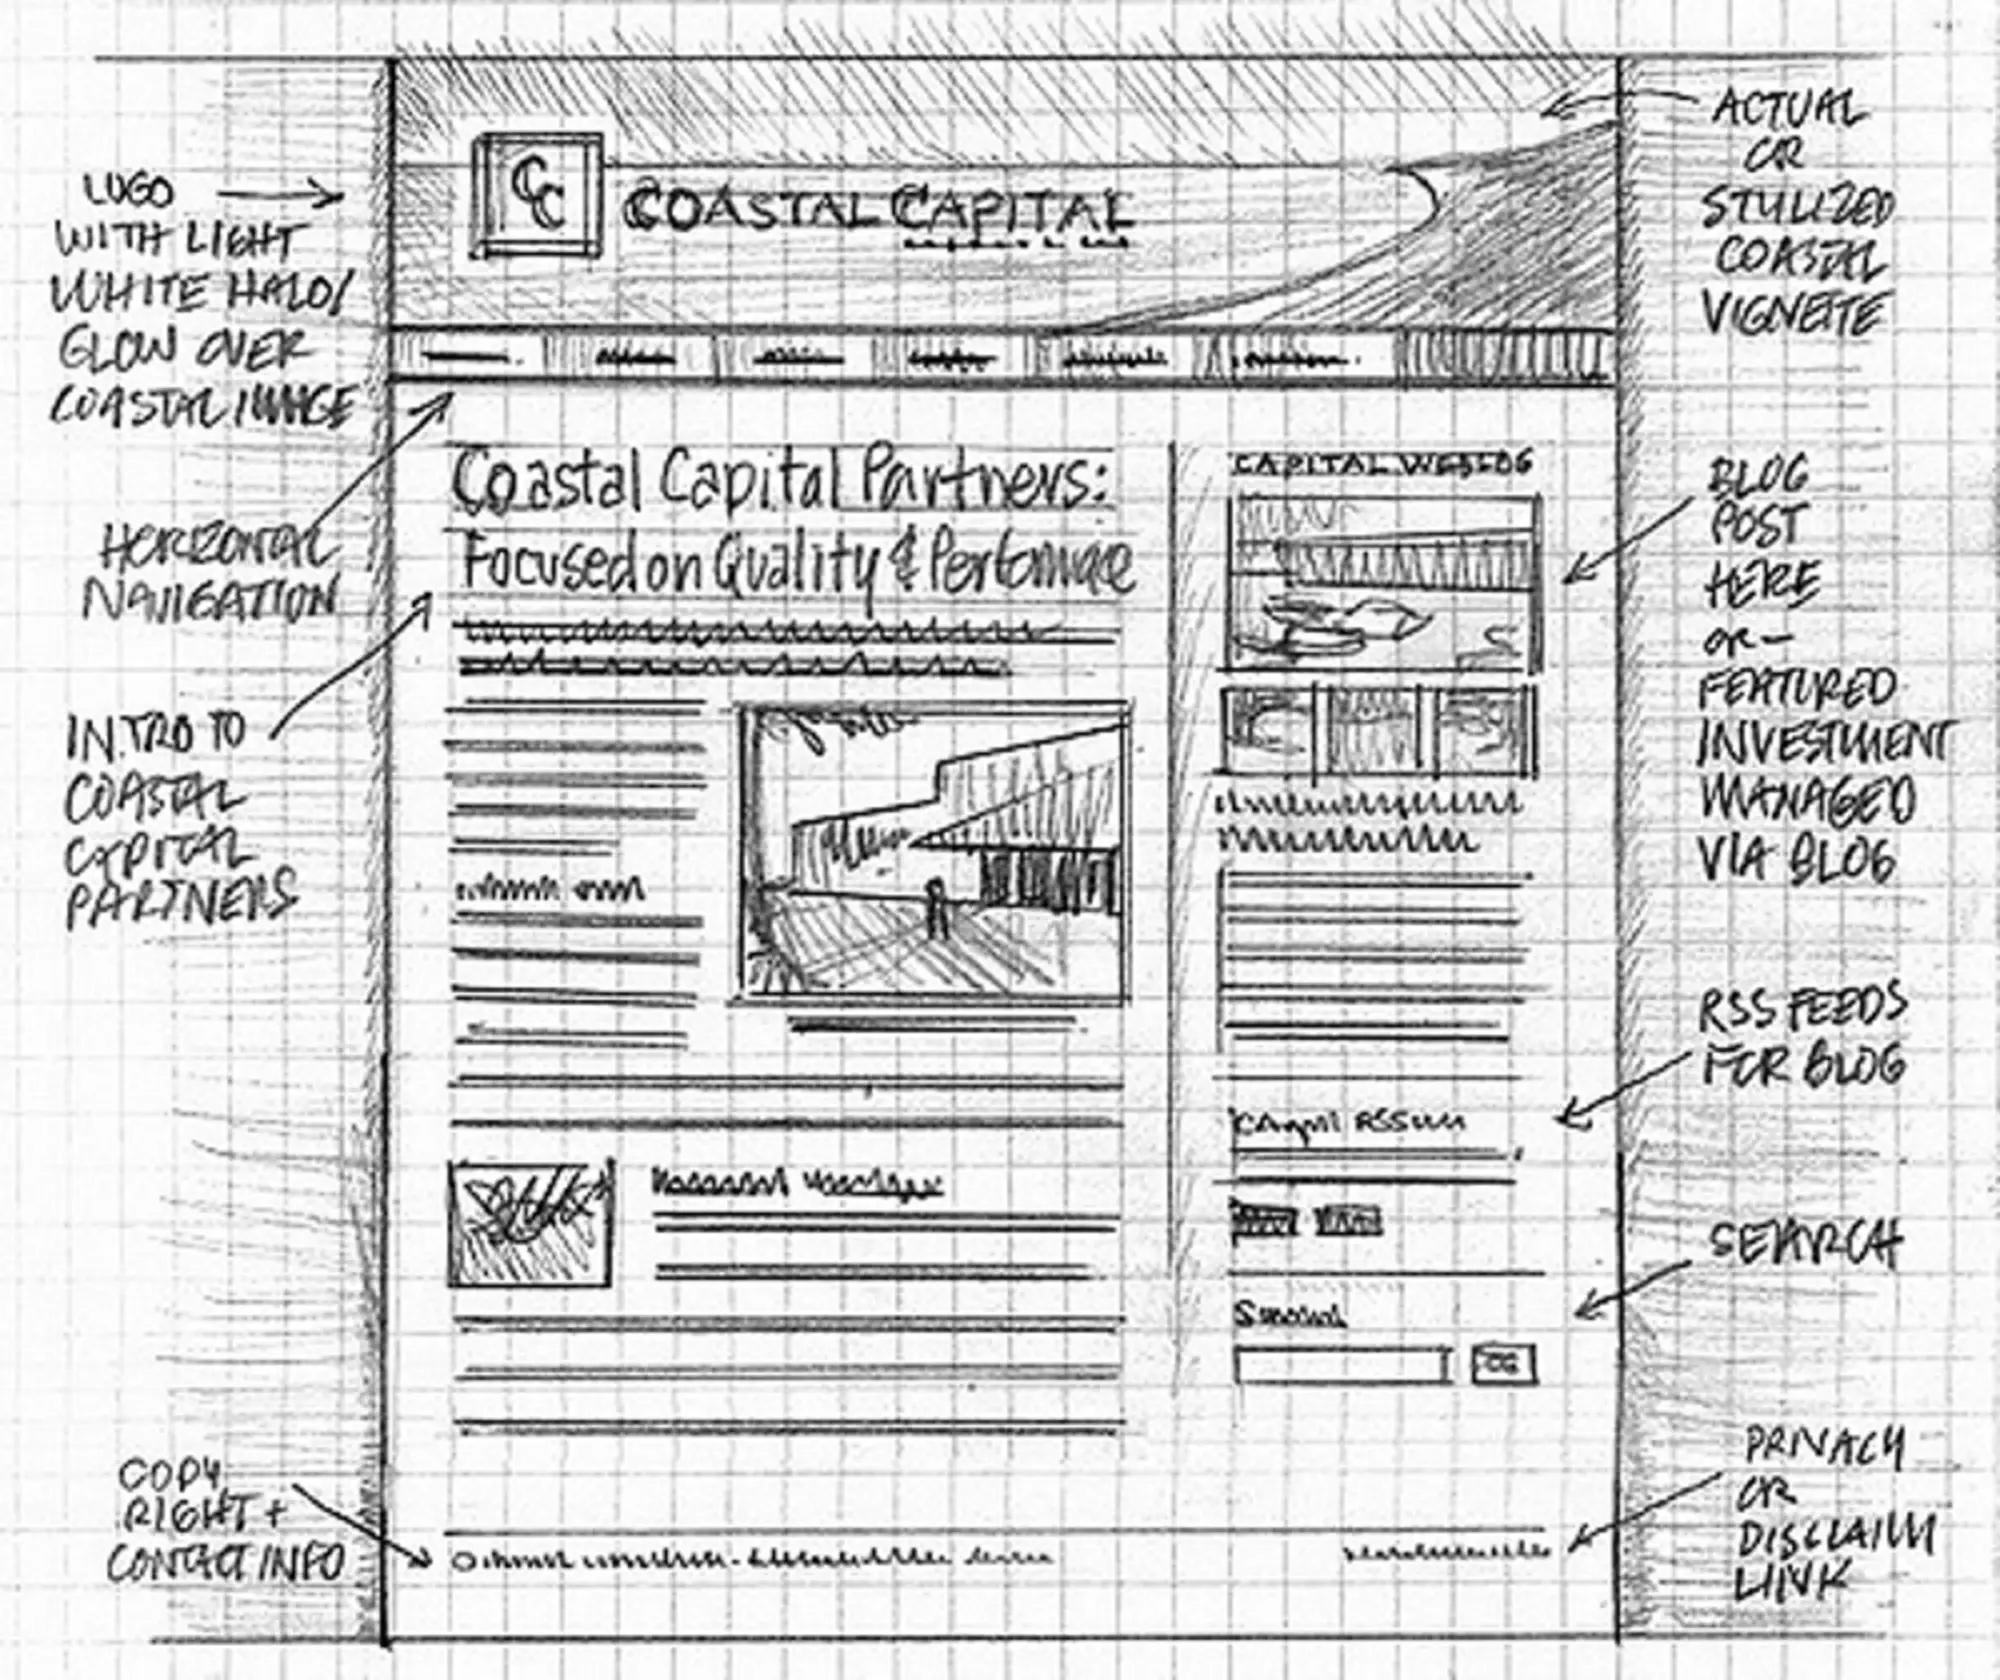 LOGO
WITH LIGHT
WHITE HALO/
GLOW OVER
COASTAL IMAGE
HORIZONTAL
NAVIGATION
INTRO TO
COASTAL
CAPITAL
PARTNERS
COPY
RIGHT +
CONTACT INFO
CC
COASTAL CAPITAL
Coastal Capital Partners:
Focused on Quality & Performance
CAPITAL WEBLOG
RSS
Search
GO
ACTUAL
OR
STYLIZED
COASTAL
VIGNETTE
BLOG
POST
HERE
OR—
FEATURED
INVESTMENT
MANAGED
VIA BLOG
RSS FEEDS
FOR BLOG
SEARCH
PRIVACY
OR
DISCLAIM
LINK